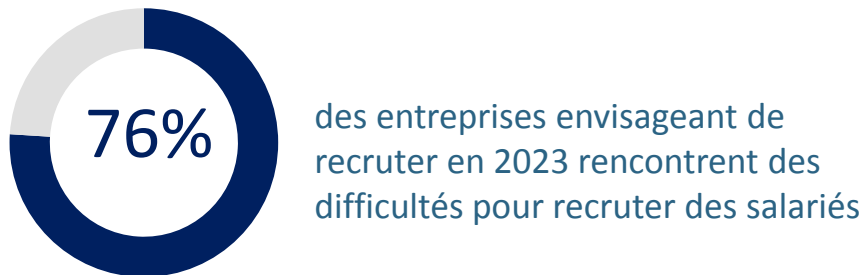 76%
des entreprises envisageant de
recruter en 2023 rencontrent des
difficultés pour recruter des salariés